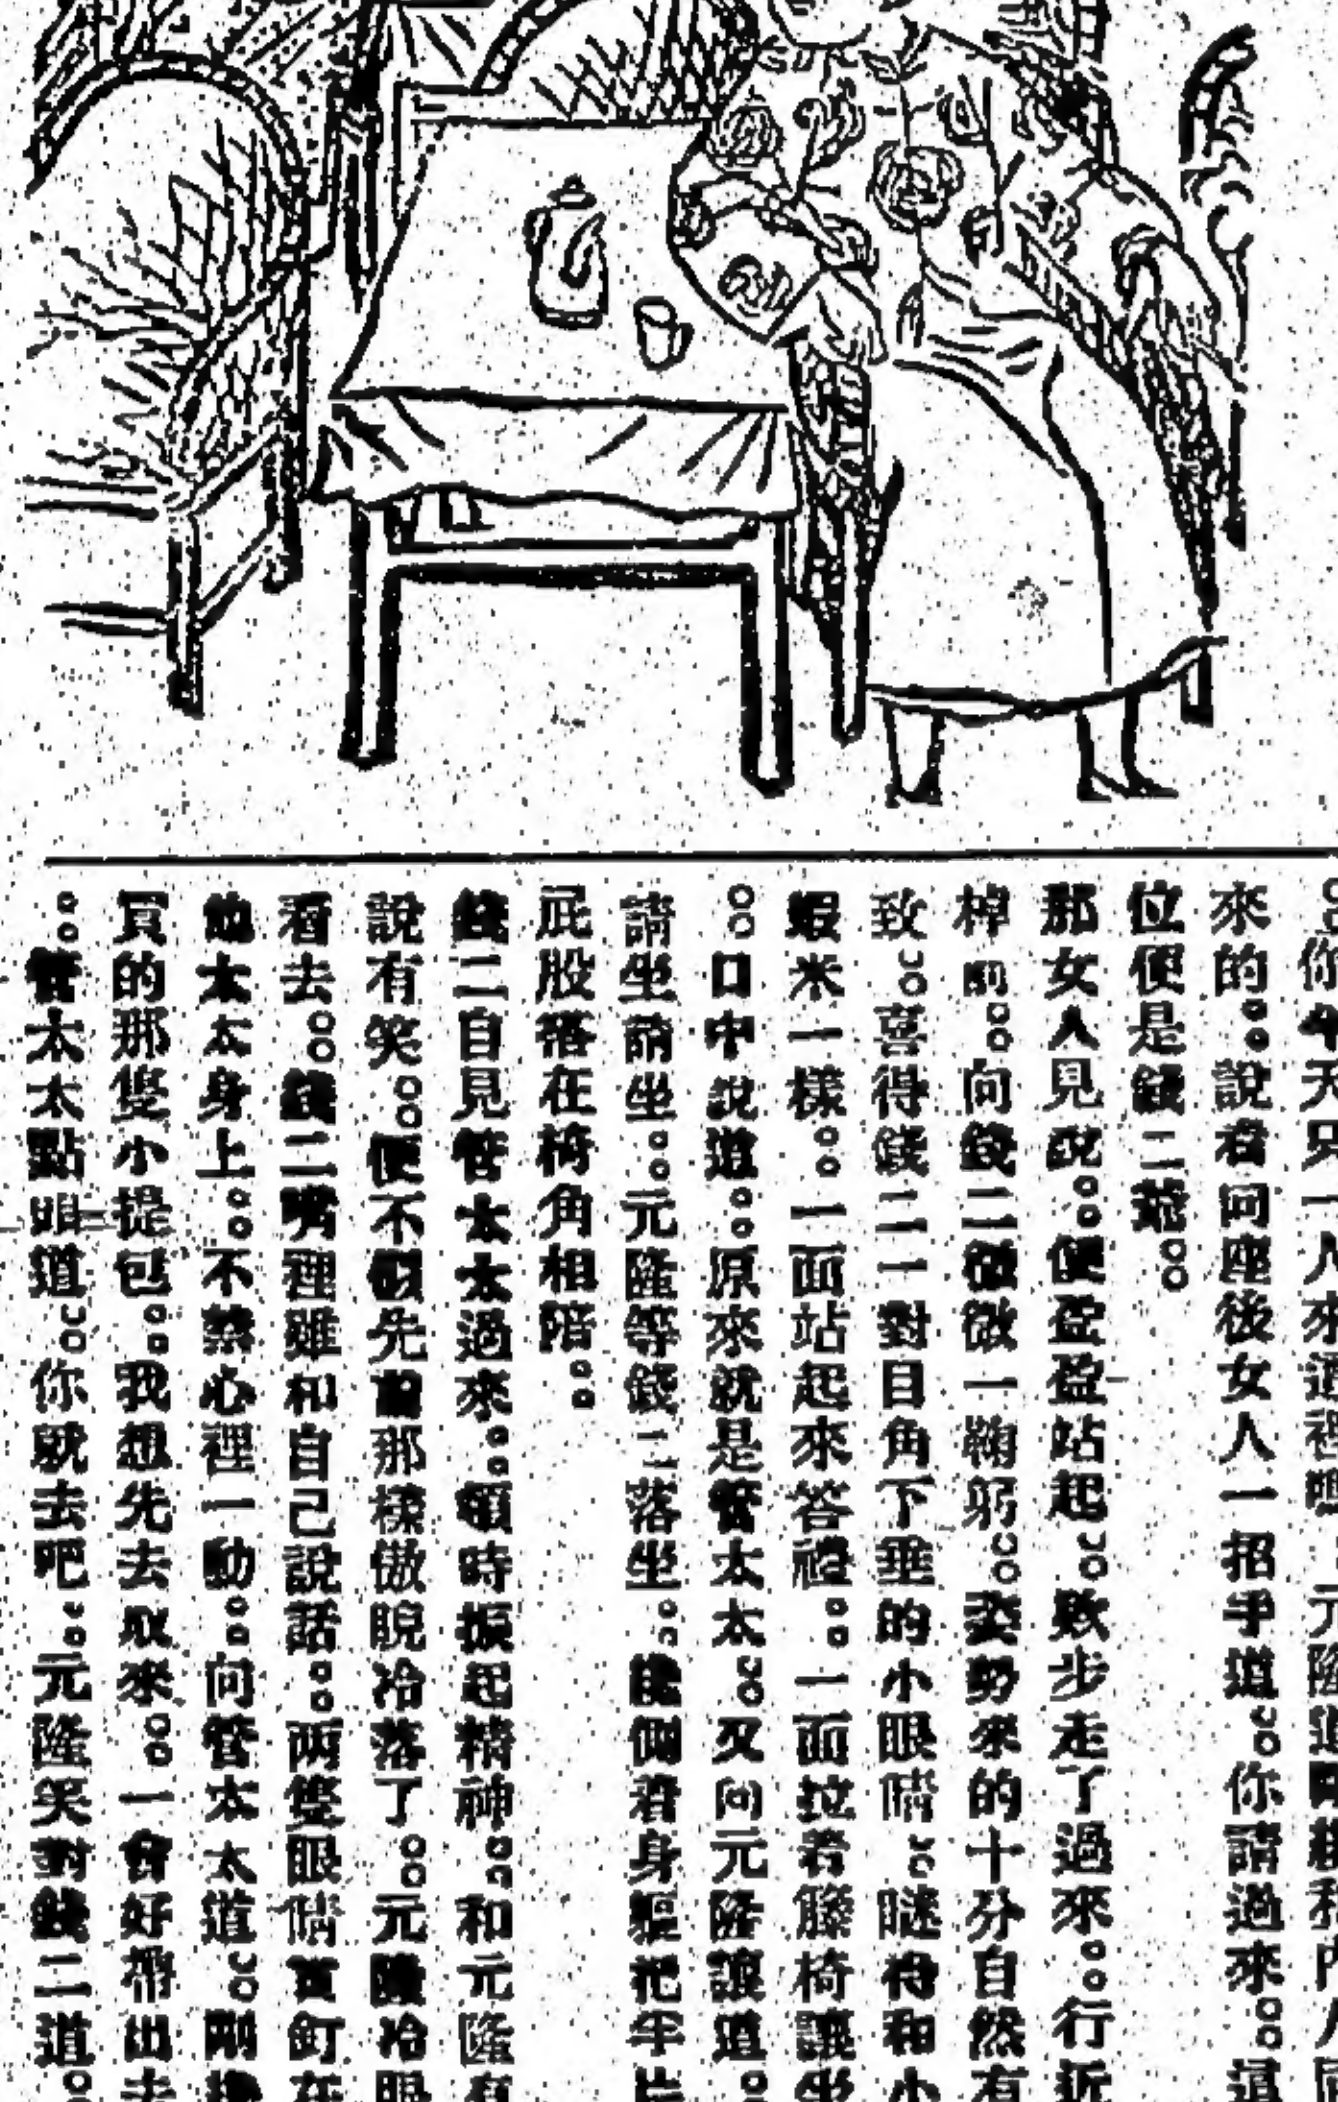 你今天只一人來這裡嗎。元隆道
來的。說着向座後女人一招手道。你請過來。這
位便是錢二爺。
那女人見說。便盈盈站起。欵步走了過來。行近
棹前。向錢二微微一鞠躬。姿勢來的十分自然有
致。喜得錢二一對目角下垂的小眼睛。瞇得和小
蝦米一樣。一面站起來答禮。一面拉着籐椅讓坐
。口中說道。原來就是管太太。又向元隆讓道。
請坐請坐。元隆等錢二落坐。側着身軀把半片
屁股落在椅角相陪。
錢二自見管太太過來。頓時振起精神。和元隆有
說有笑。便不似先前那樣傲睨冷落了。元隆冷眼
看去。錢二嘴裡雖和自己說話。兩隻眼睛實釘在
他太太身上。不禁心裡一動。向管太太道。剛
買的那隻小提包。我想先去取來。一會好帶出去
。管太太點頭道。你就去吧。元隆笑對錢二道。